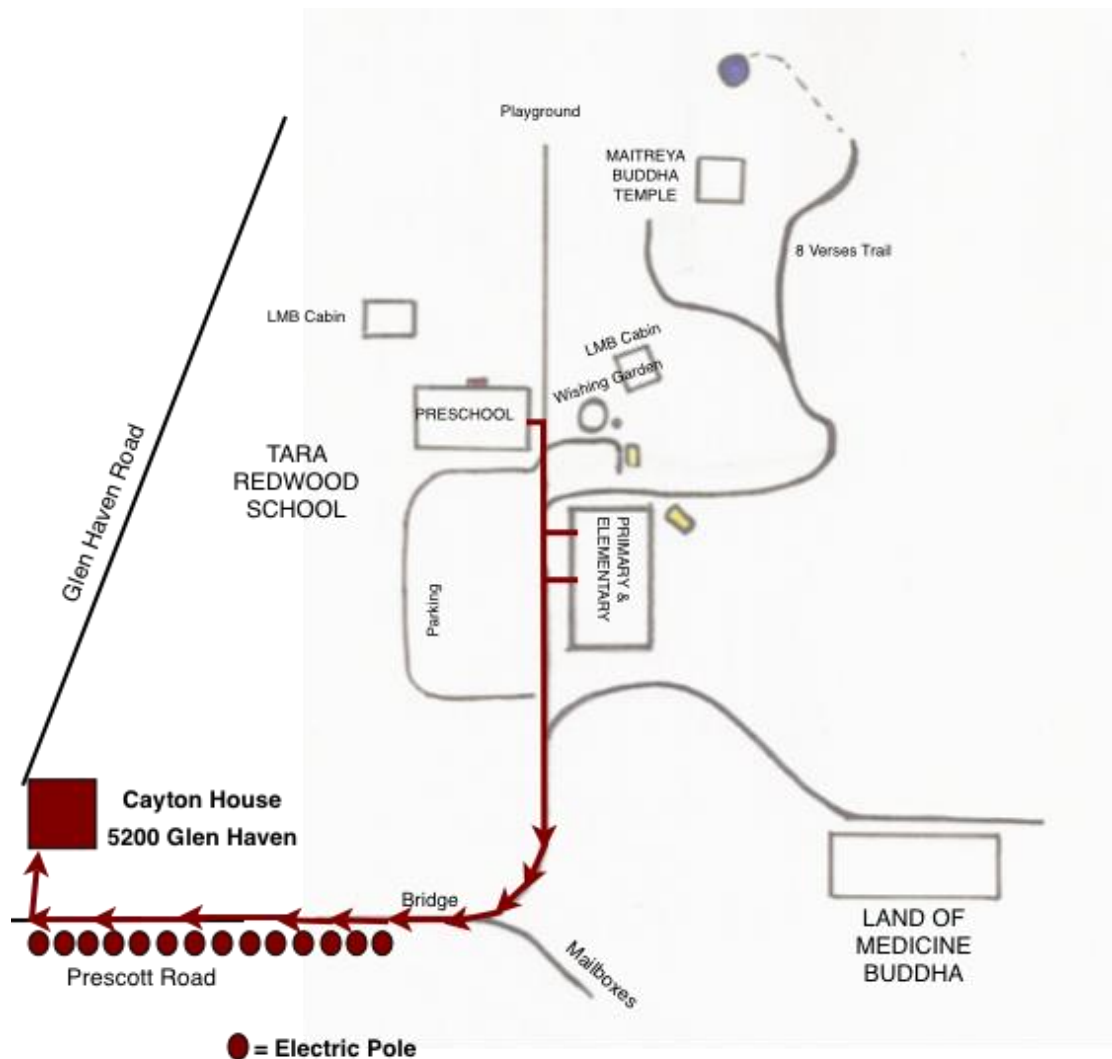 Playground
MAITREYA
BUDDHA
TEMPLE
8 Verses Trail
LMB Cabin
LMB Cabin
Wishing Garden
PRESCHOOL
TARA
REDWOOD
SCHOOL
Glen Haven Road
PRIMARY &
ELEMENTARY
Parking
Cayton House
5200 Glen Haven
Bridge
Mailboxes
LAND OF
MEDICINE
BUDDHA
Prescott Road
= Electric Pole